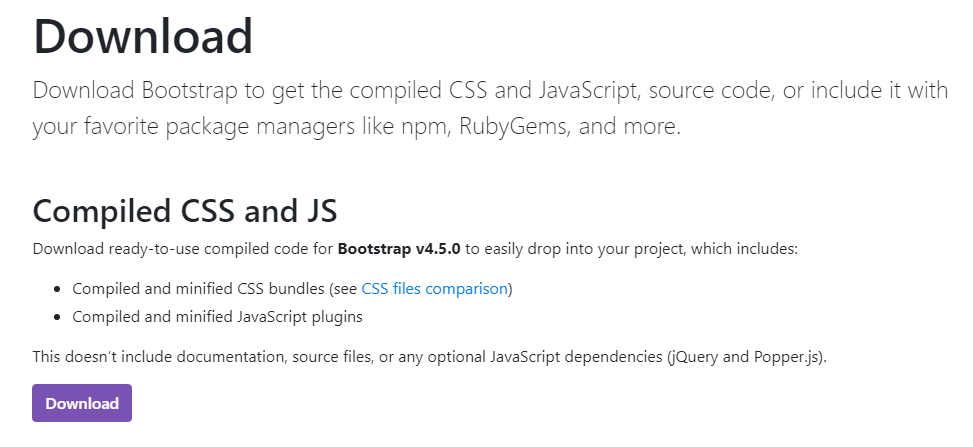 Download
Download Bootstrap to get the compiled CSS and JavaScript, source code, or include it with
your favorite package managers like npm, RubyGems, and more.
Compiled CSS and JS
Download ready-to-use compiled code for Bootstrap v4.5.0 to easily drop into your project, which includes:
• Compiled and minified CSS bundles (see CSS files comparison)
• Compiled and minified JavaScript plugins
This doesn’t include documentation, source files, or any optional JavaScript dependencies (jQuery and Popper.js).
Download